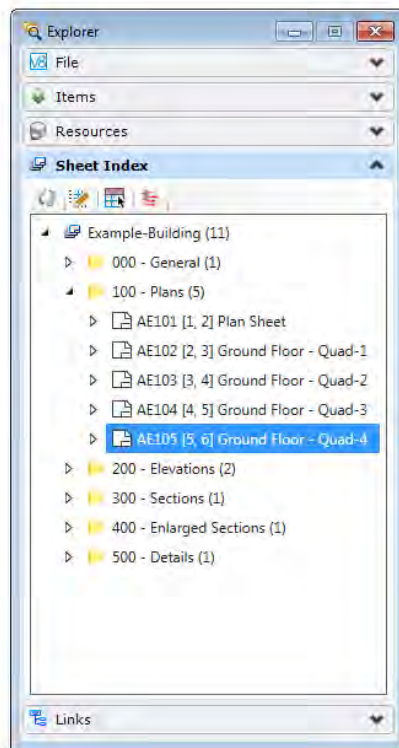 Explorer
V8 File
Items
Resources
Sheet Index
Example-Building (11)
000 - General (1)
100 - Plans (5)
AE101 [1, 2] Plan Sheet
AE102 [2, 3] Ground Floor - Quad-1
AE103 [3, 4] Ground Floor - Quad-2
AE104 [4, 5] Ground Floor - Quad-3
AE105 [5, 6] Ground Floor - Quad-4
200 - Elevations (2)
300 - Sections (1)
400 - Enlarged Sections (1)
500 - Details (1)
Links